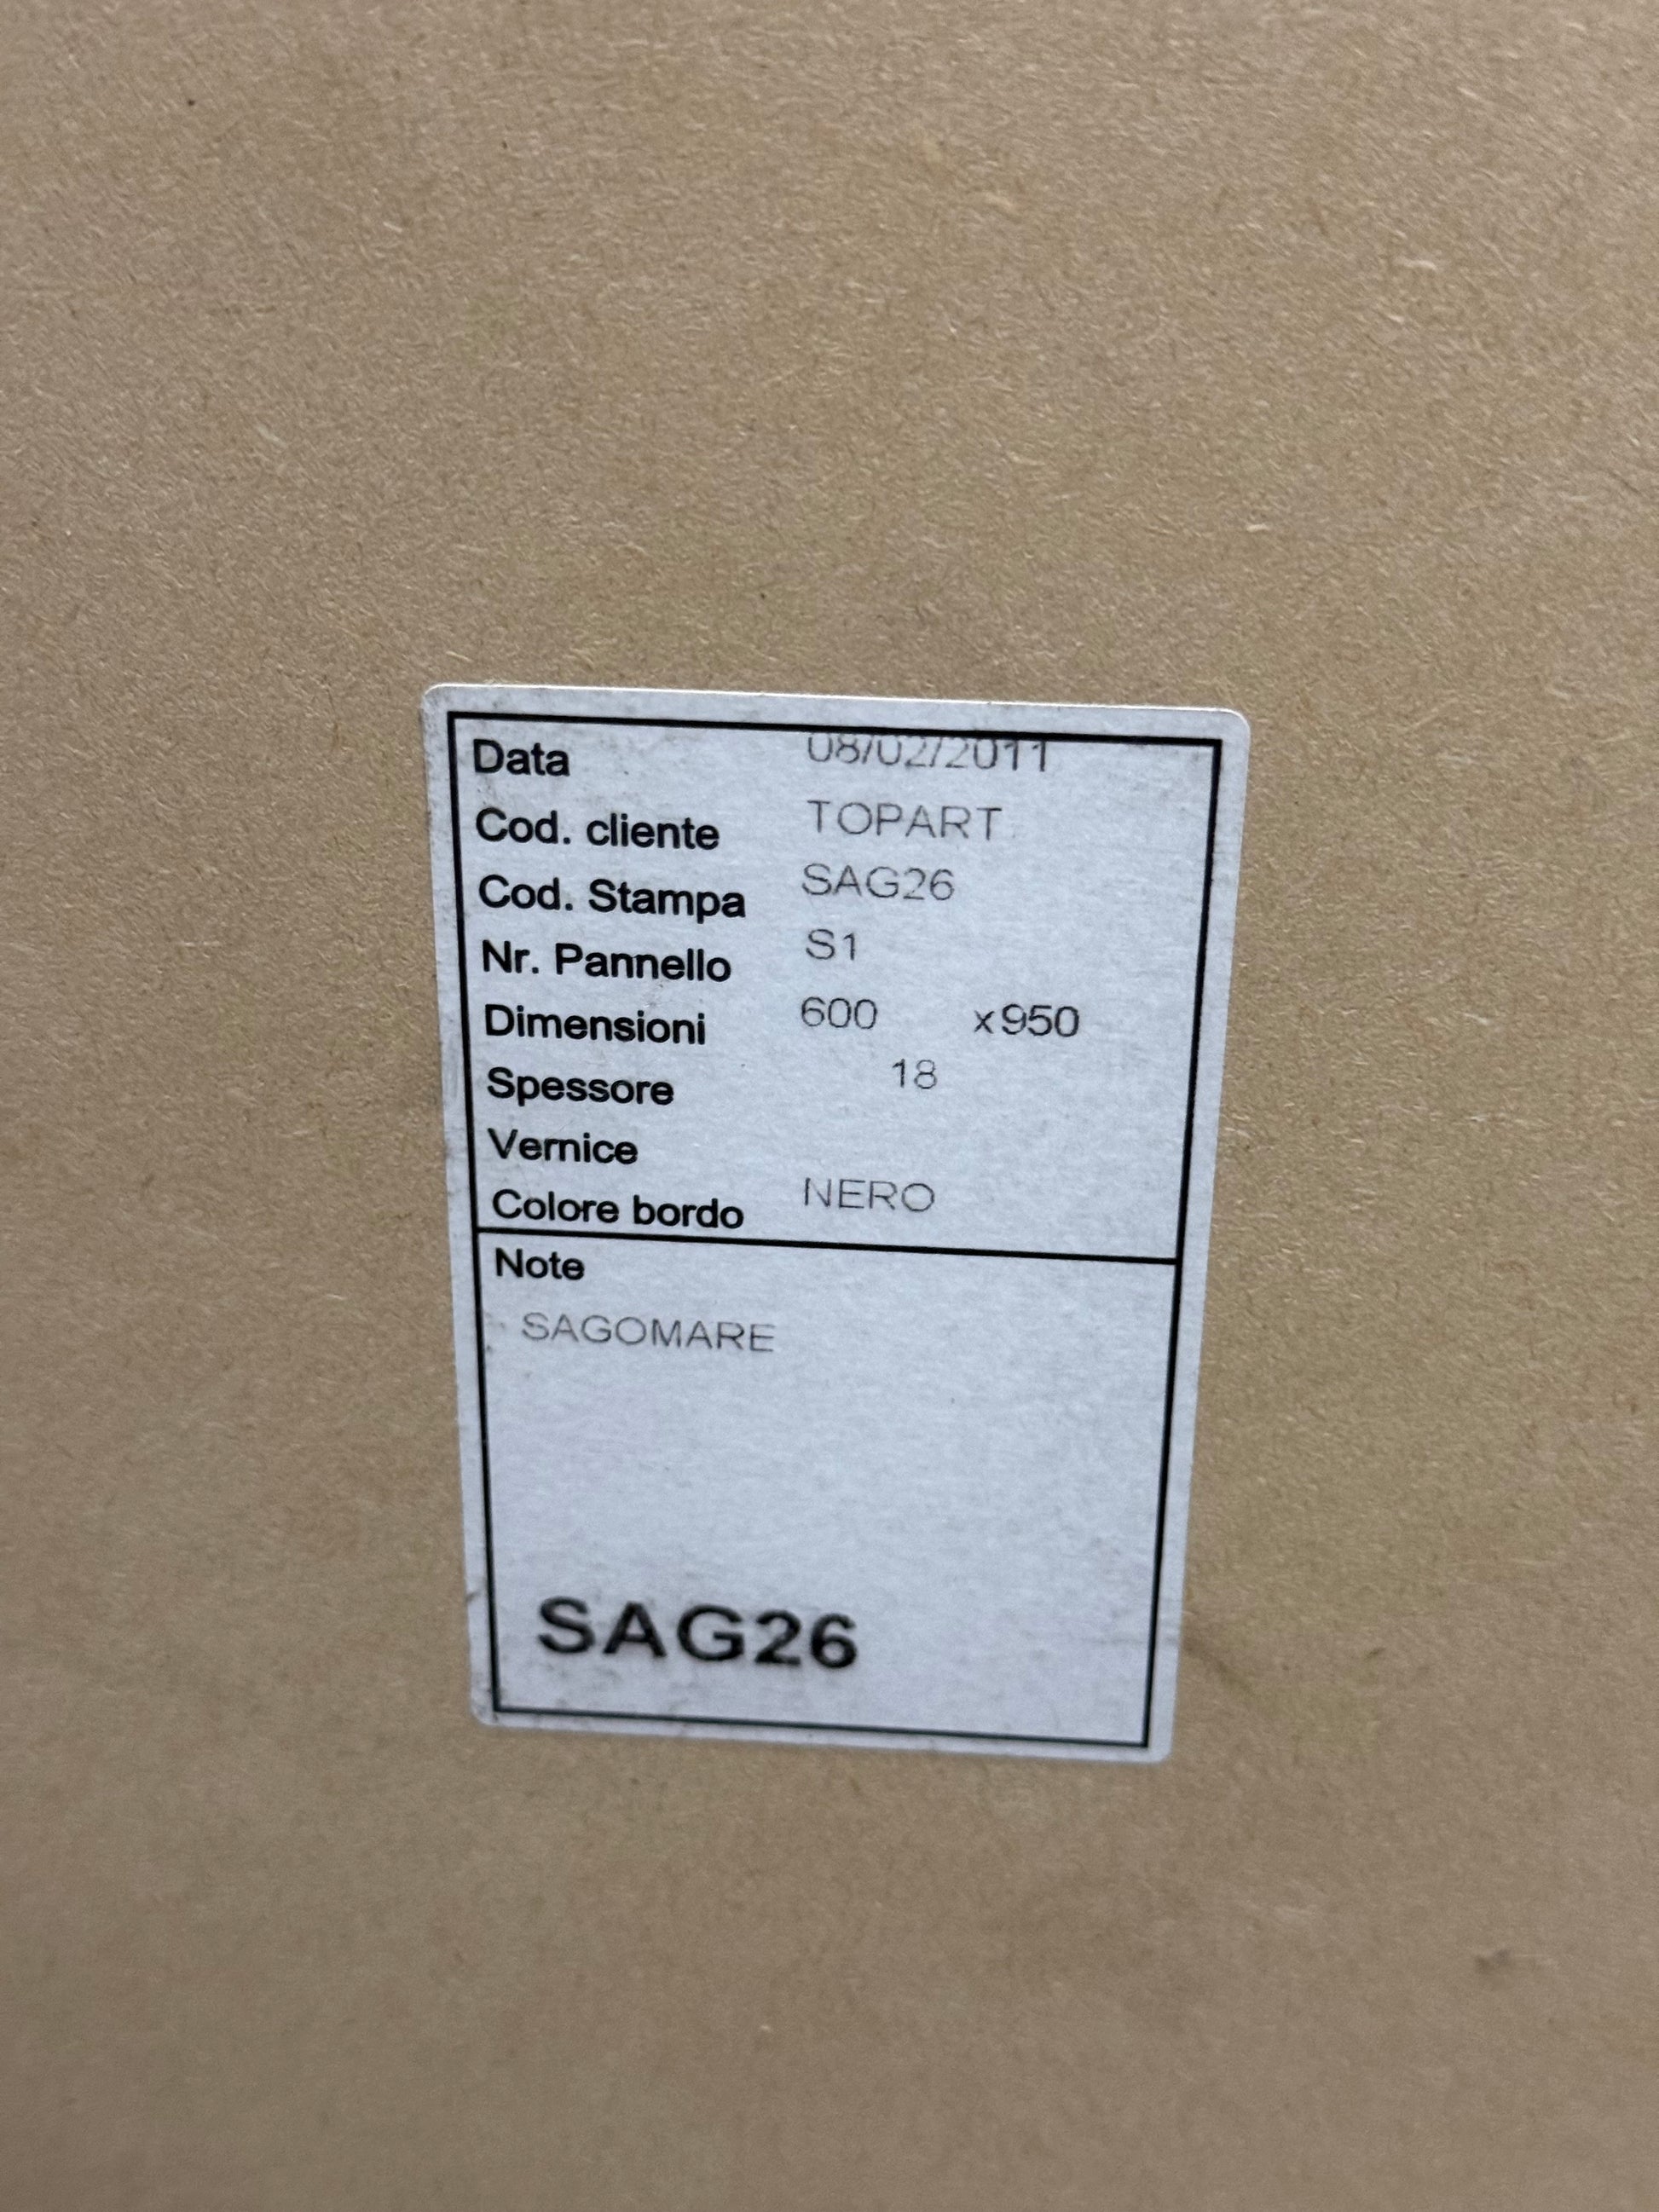 Data 08/02/2011
Cod. cliente TOPART
Cod. Stampa SAG26
Nr. Pannello S1
Dimensioni 600 x950
Spessore 18
Vernice
Colore bordo NERO
Note
SAGOMARE
SAG26